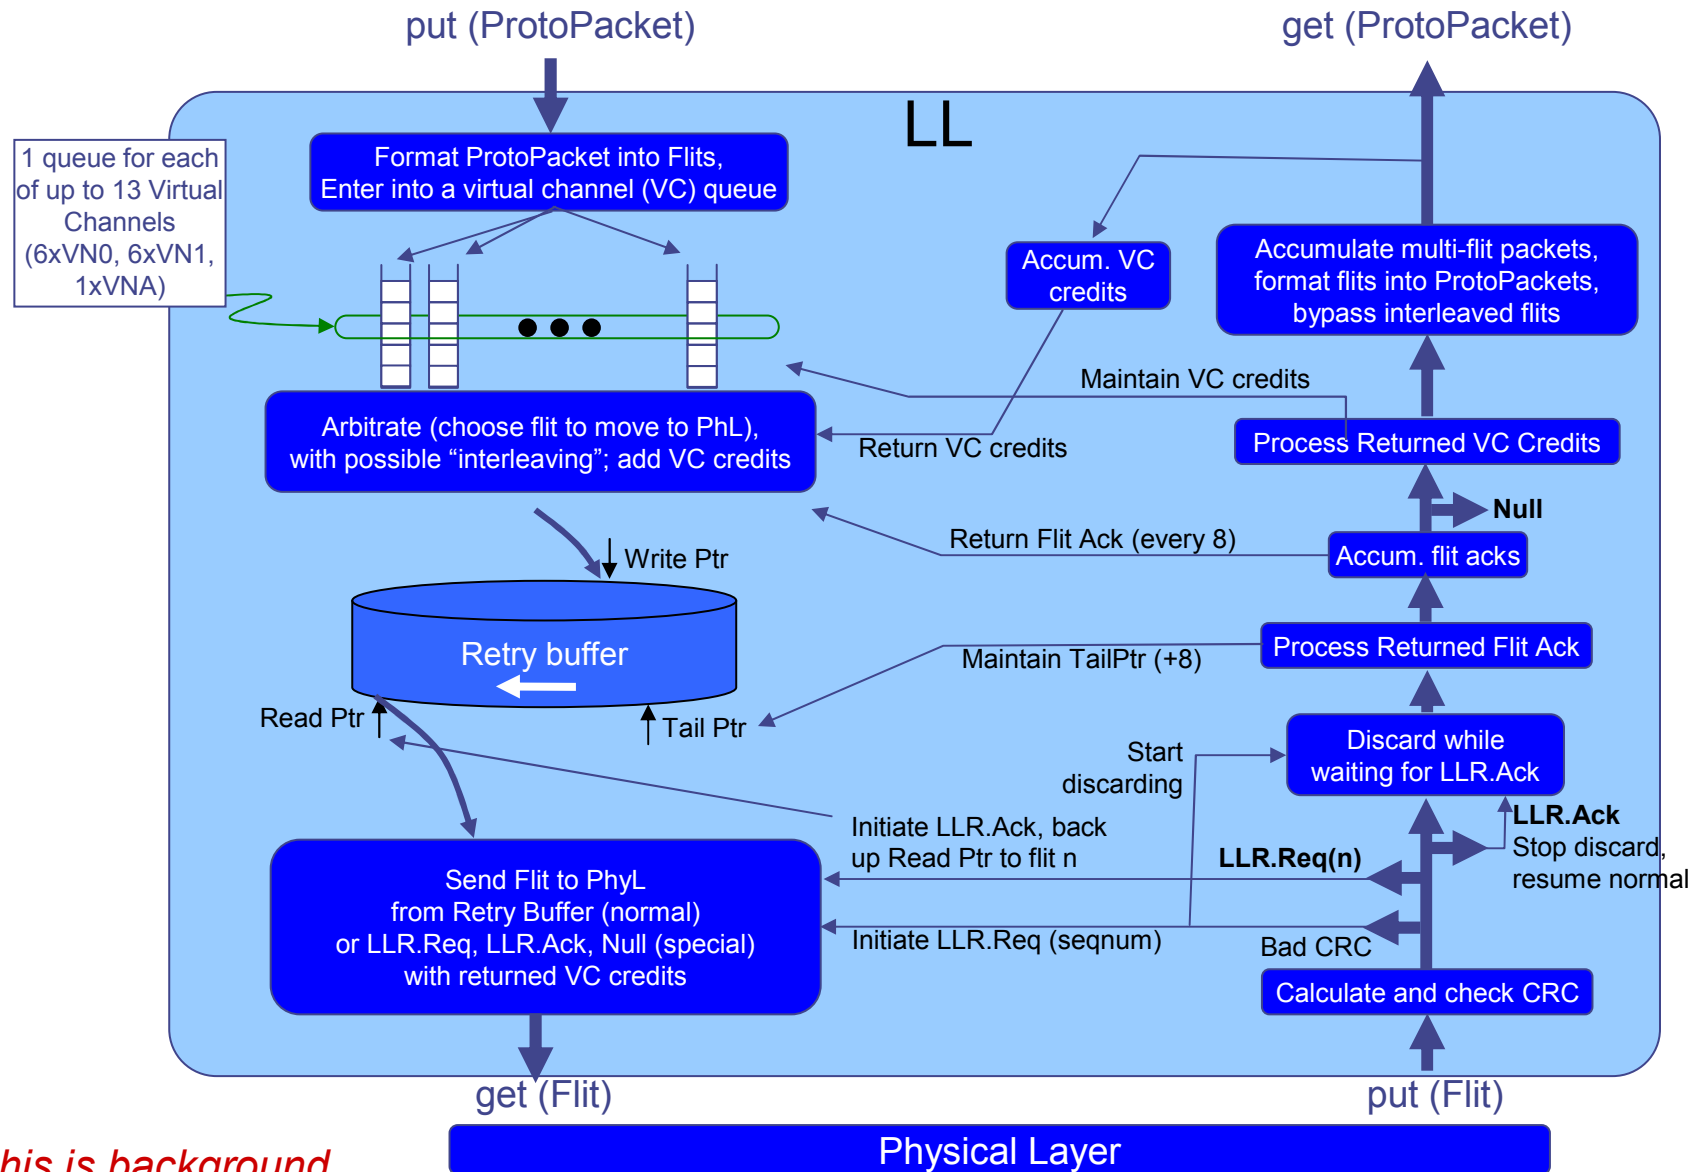 put (ProtoPacket)
get (ProtoPacket)
LL
1 queue for each
of up to 13 Virtual
Channels
(6xVN0, 6xVN1,
1xVNA)
Format ProtoPacket into Flits,
Enter into a virtual channel (VC) queue
Accum. VC
credits
Accumulate multi-flit packets,
format flits into ProtoPackets,
bypass interleaved flits
Maintain VC credits
Arbitrate (choose flit to move to PhL),
with possible “interleaving”; add VC credits
Return VC credits
Process Returned VC Credits
Null
Return Flit Ack (every 8)
Accum. flit acks
Write Ptr
Retry buffer
Maintain TailPtr (+8)
Process Returned Flit Ack
Read Ptr
Tail Ptr
Start
discarding
Discard while
waiting for LLR.Ack
LLR.Ack
Stop discard,
resume normal
Initiate LLR.Ack, back
up Read Ptr to flit n
LLR.Req(n)
Send Flit to PhyL
from Retry Buffer (normal)
or LLR.Req, LLR.Ack, Null (special)
with returned VC credits
Initiate LLR.Req (seqnum)
Bad CRC
Calculate and check CRC
get (Flit)
put (Flit)
Physical Layer
his is background